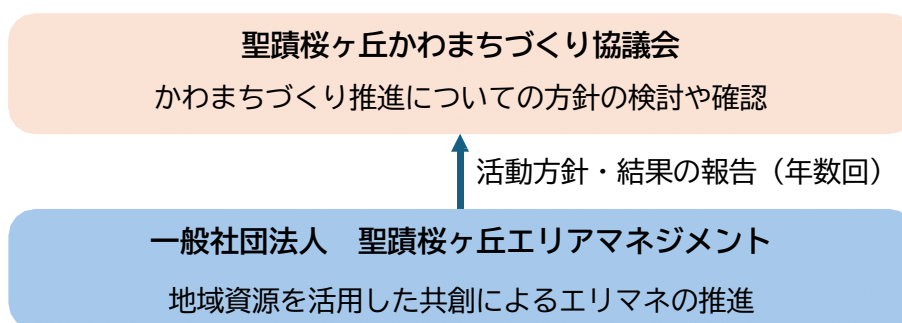 聖蹟桜ヶ丘かわまちづくり協議会
かわまちづくり推進についての方針の検討や確認
活動方針・結果の報告（年数回）
一般社団法人　聖蹟桜ヶ丘エリアマネジメント
地域資源を活用した共創によるエリマネの推進